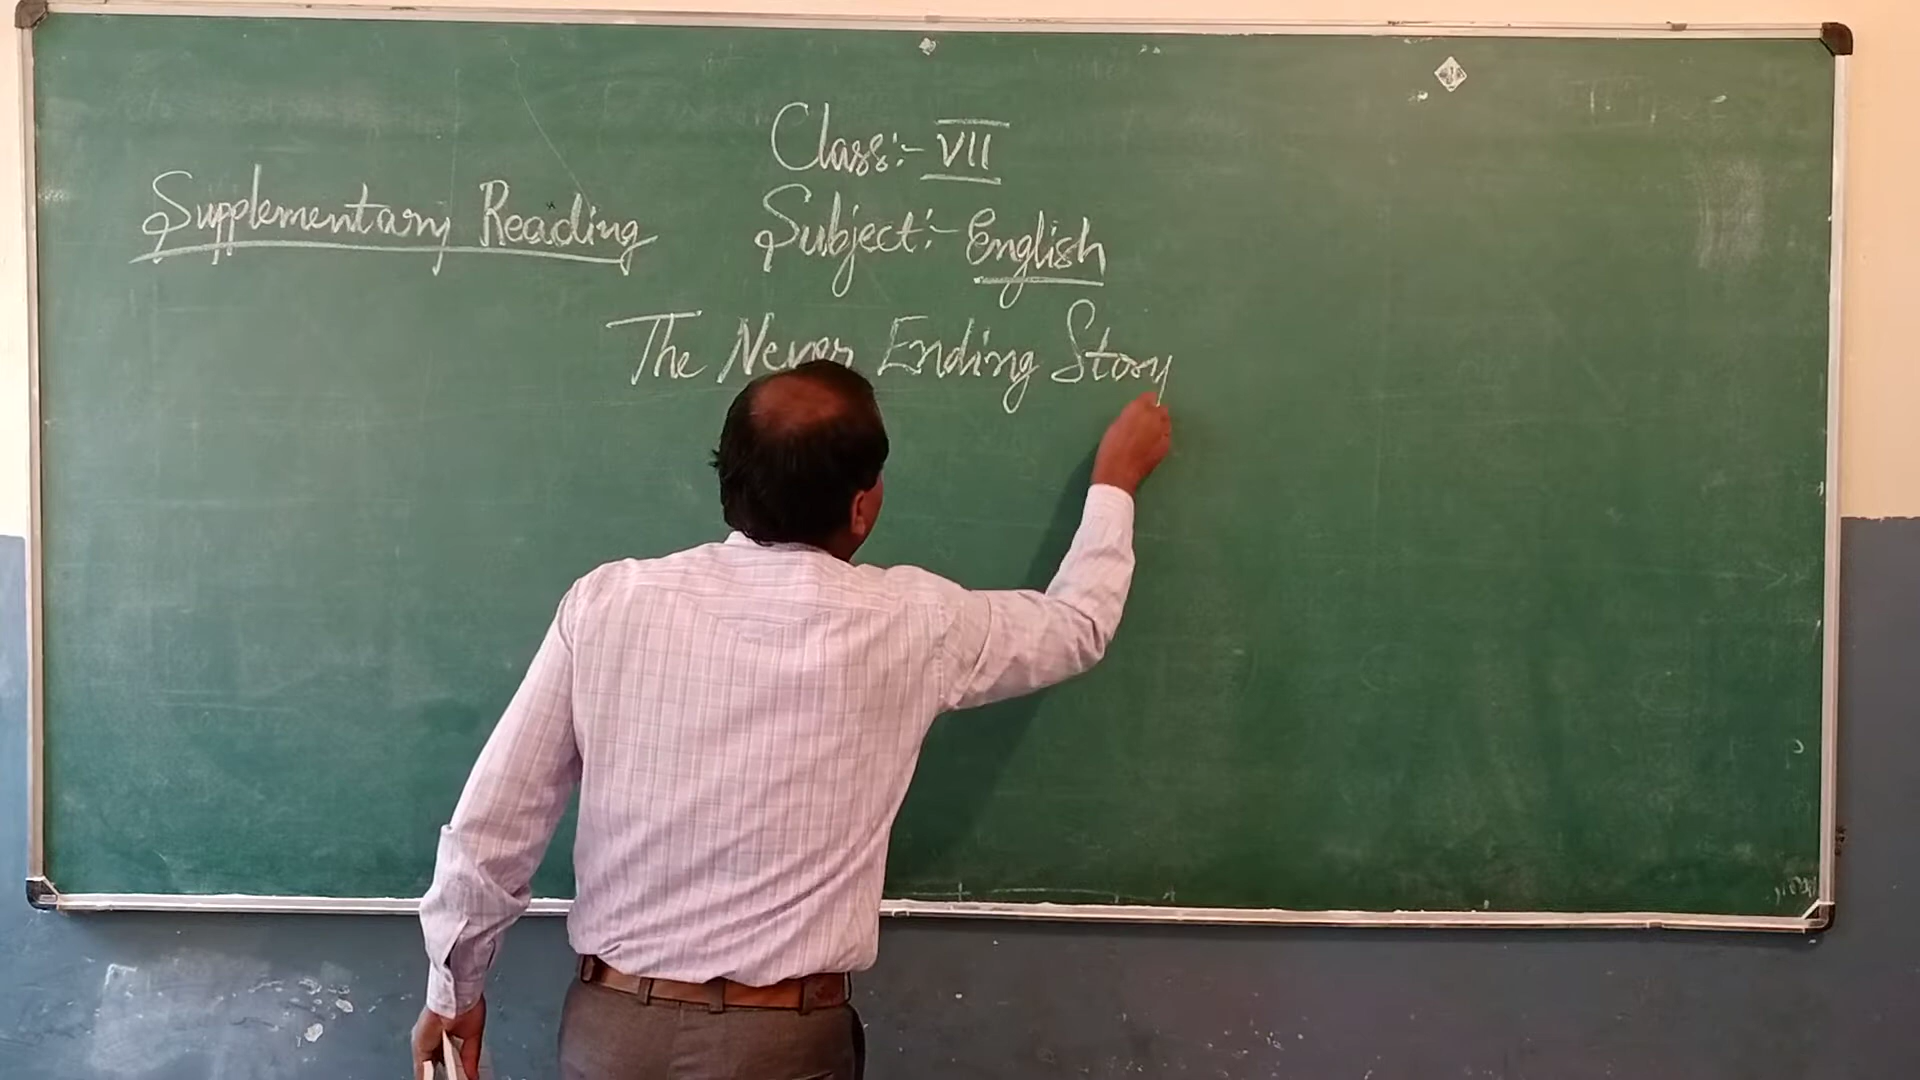 Class:- VII
Supplementary Reading
Subject:- English
The Never Ending Story